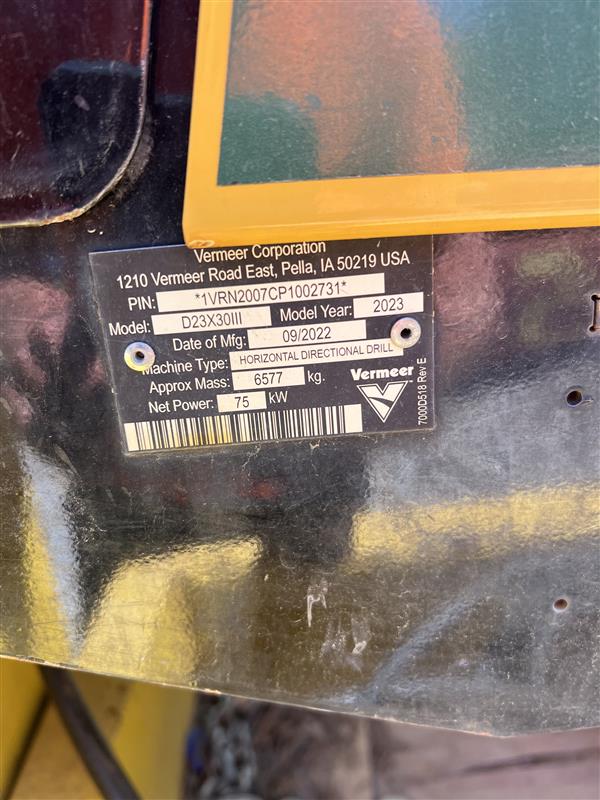 Vermeer Corporation
1210 Vermeer Road East, Pella, IA 50219 USA
PIN: *1VRN2007CP1002731*
Model: D23X30III Model Year: 2023
Date of Mfg: 09/2022
Machine Type: HORIZONTAL DIRECTIONAL DRILL
Approx Mass: 6577 kg.
Net Power: 75 kW
Vermeer
7000D518 Rev E